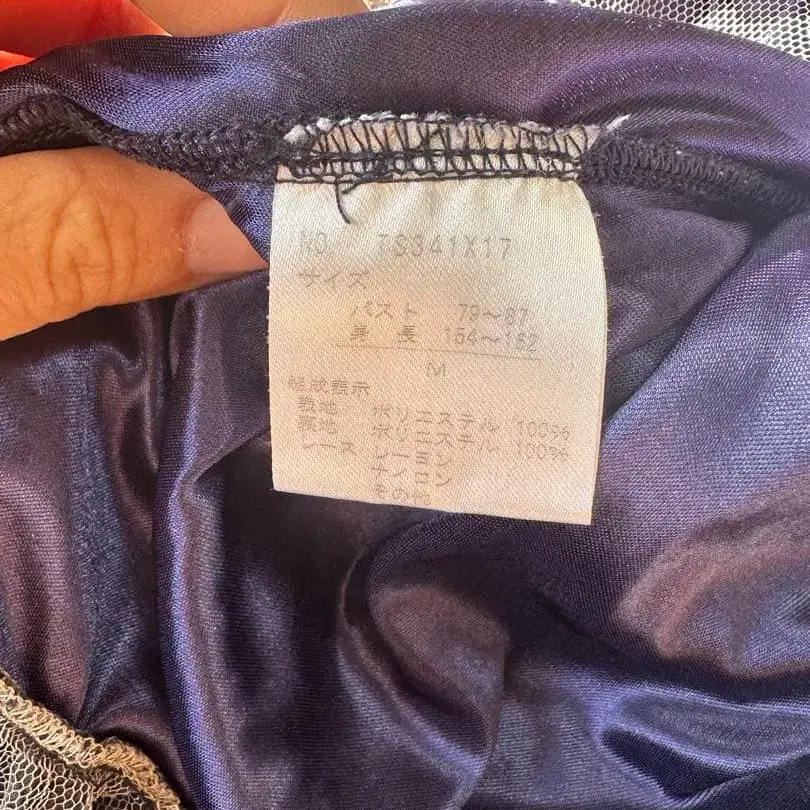 NO. TS341X17
サイズ
バスト 79〜87
身長 154〜162
M
組成表示
表地 ポリエステル 100%
裏地 ポリエステル 100%
レース レーヨン
ナイロン
その他